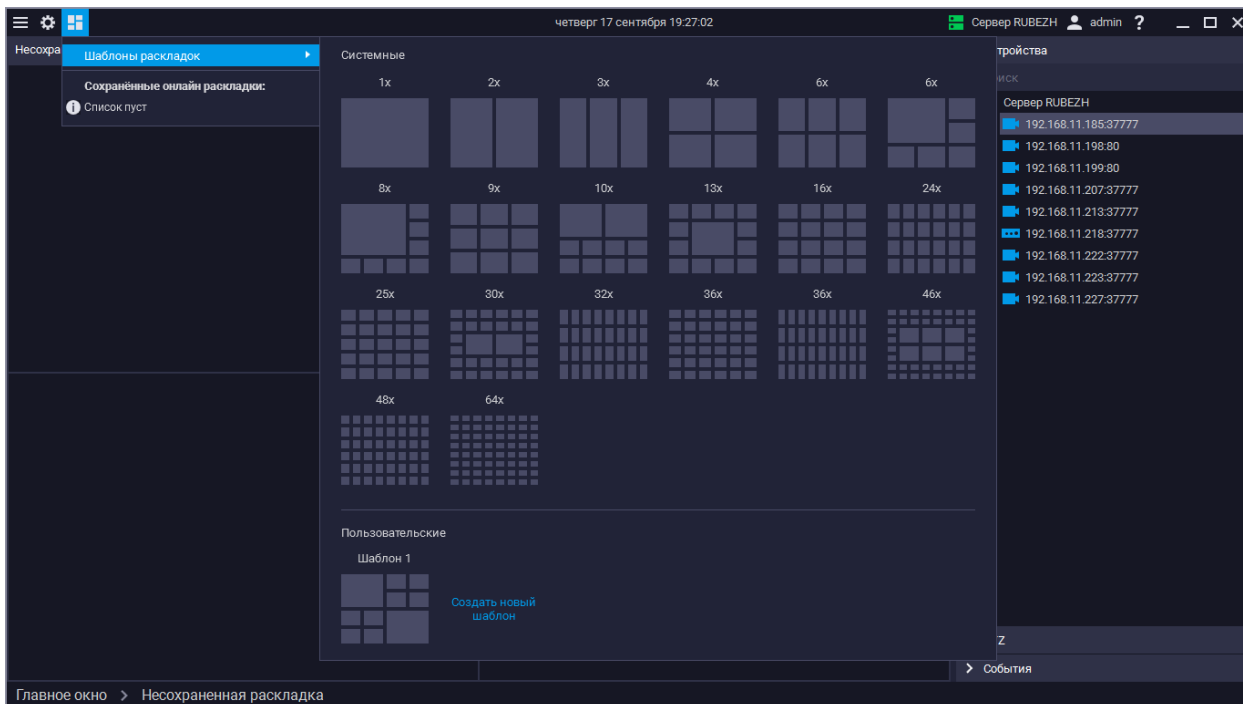 четверг 17 сентября 19:27:02
Сервер RUBEZH admin ?
Несохра
Шаблоны раскладок
Сохранённые онлайн раскладки:
Список пуст
Системные
1x 2x 3x 4x 6x 6x
8x 9x 10x 13x 16x 24x
25x 30x 32x 36x 36x 46x
48x 64x
Пользовательские
Шаблон 1
Создать новый
шаблон
тройства
иск
Сервер RUBEZH
192.168.11.185:37777
192.168.11.198:80
192.168.11.199:80
192.168.11.207:37777
192.168.11.213:37777
192.168.11.218:37777
192.168.11.222:37777
192.168.11.223:37777
192.168.11.227:37777
Z
События
Главное окно > Несохраненная раскладка